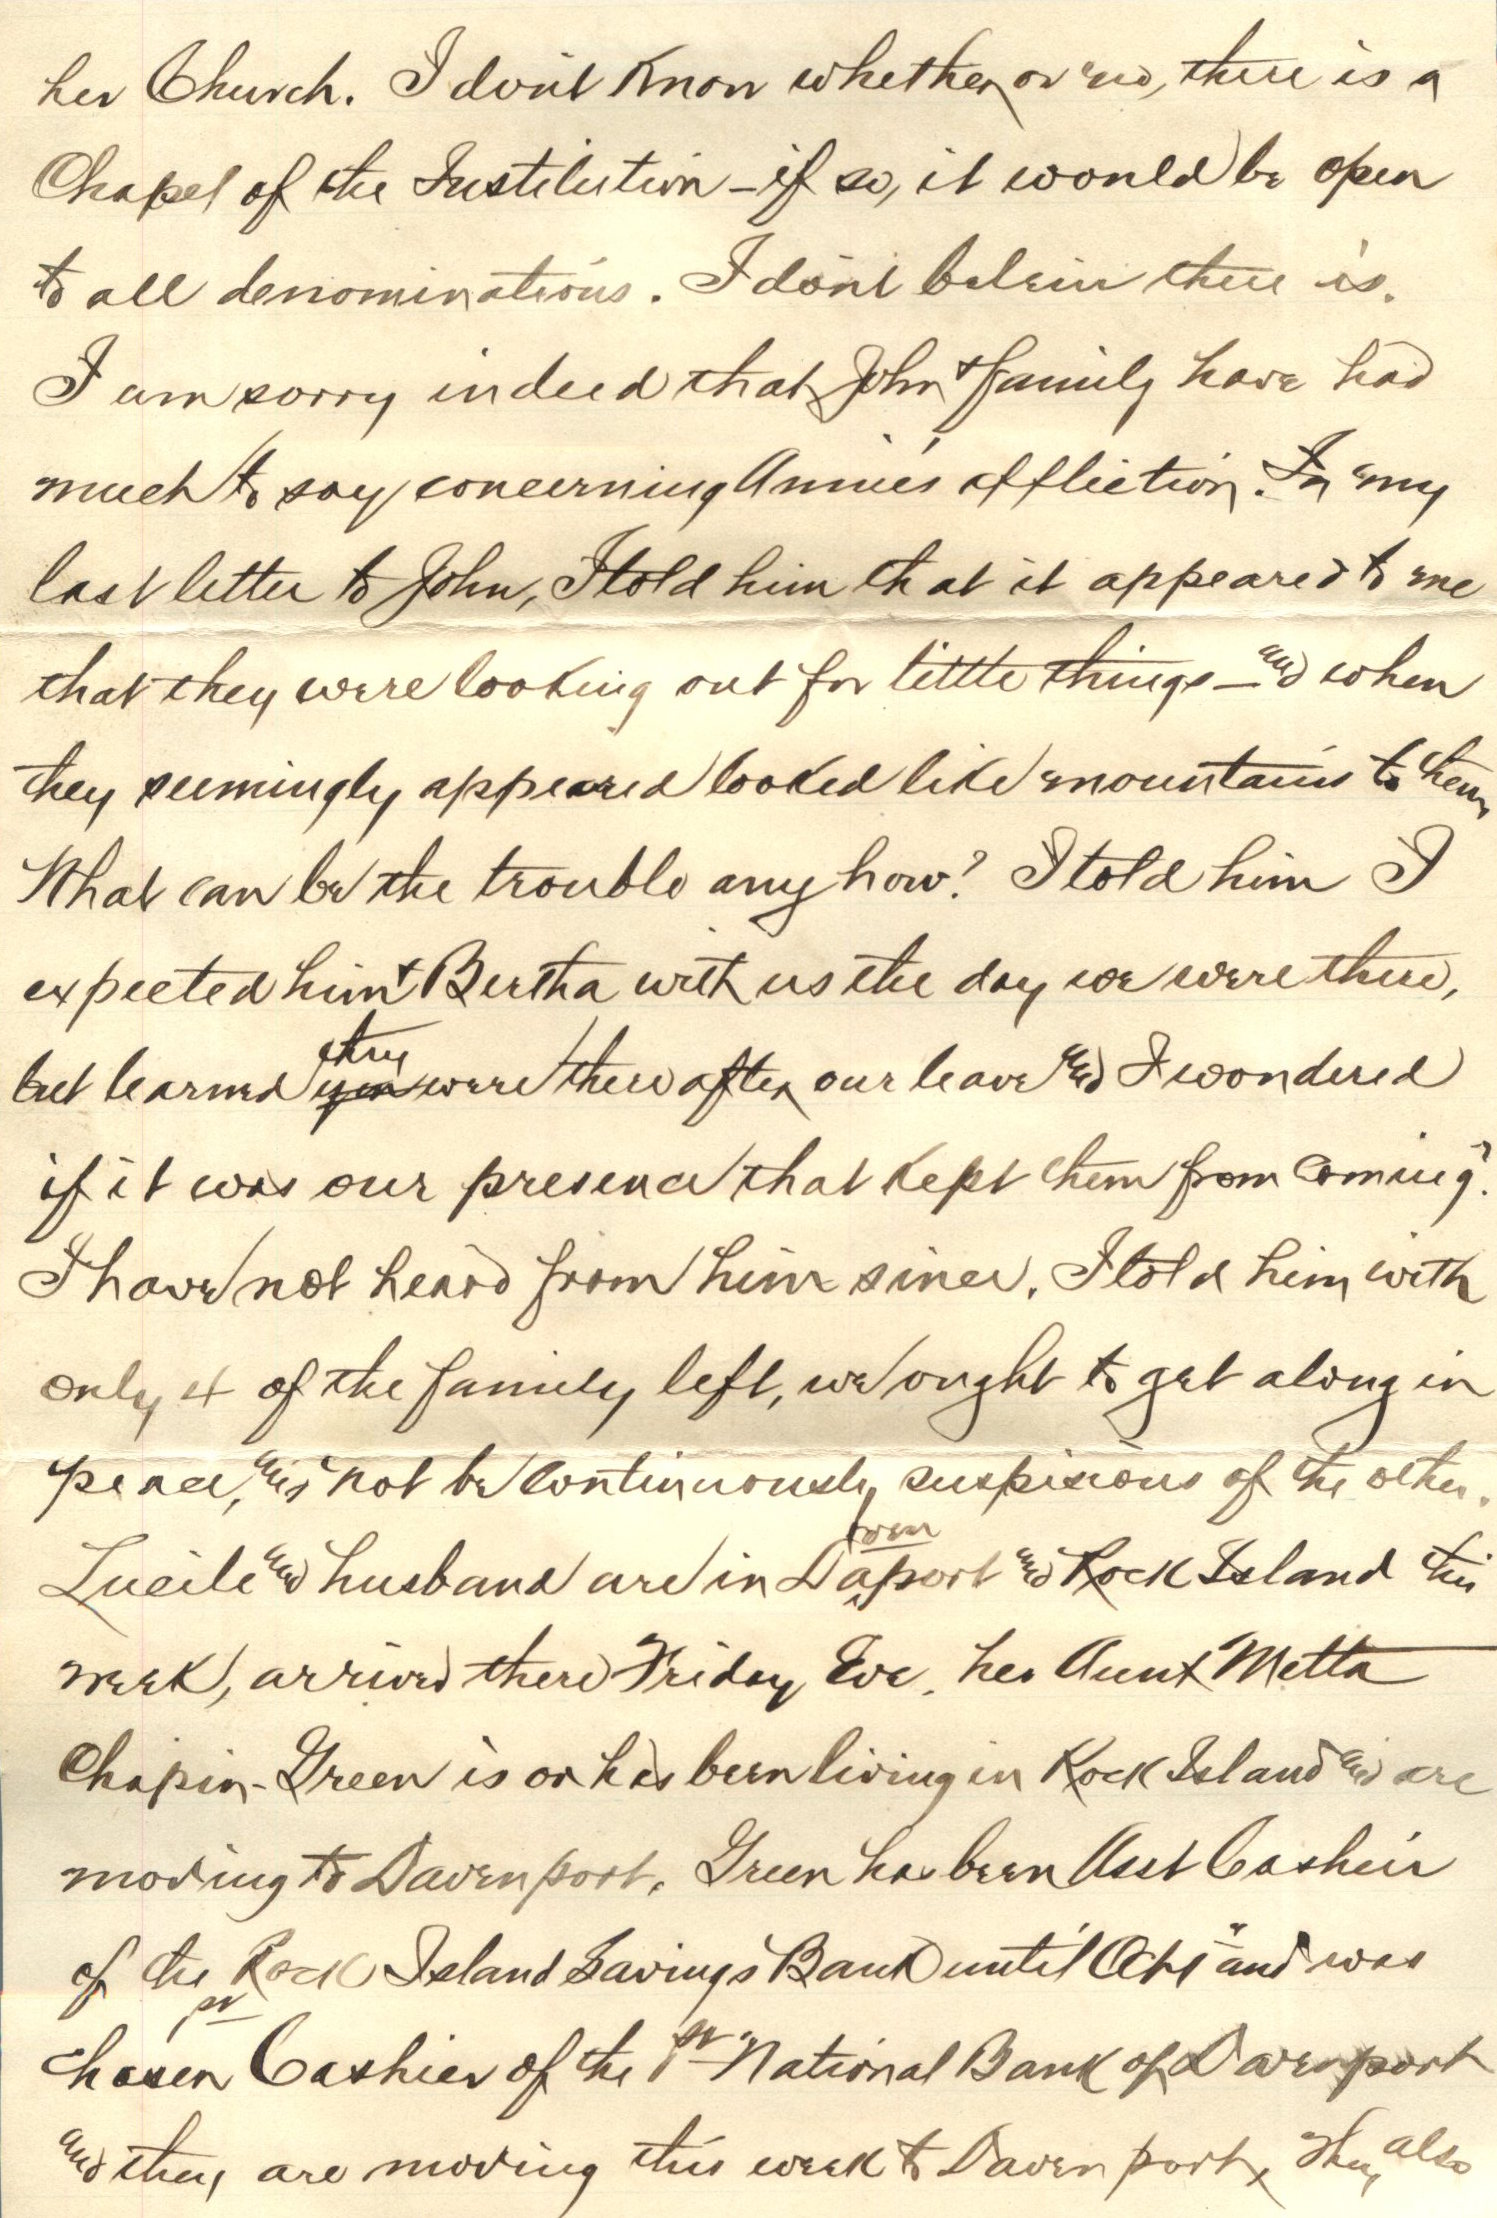 her Church. I don't know whether or no, there is a
Chapel of the Institution - if so, it would be open
to all denominations. I don't believe there is.
I am sorry indeed that John & family have had
much to say concerning Annie's affliction. In my
last letter to John, I told him that it appeared to me
that they were looking out for little things - and when
they seemingly appeared looked like mountains to them
What can be the trouble any how? I told him I
expected him & Bertha with us the day we were there,
but learned you they were there after our leave and I wondered
if it was our presence that kept them from coming?
I have not heard from him since. I told him with
only 4 of the family left, we ought to get along in
peace, and not be continuously suspicious of the other.
Lucile and husband are in Davenport and Rock Island this
week, arrived there Friday Eve. her Aunt Metta
Chapin-Green is or has been living in Rock Island and are
moving to Davenport. Green has been Asst Casheir
of the Rock Island Savings Bank until and was
chosen Cashier of the 1st National Bank of Davenport
and they are moving this week to Davenport, They also